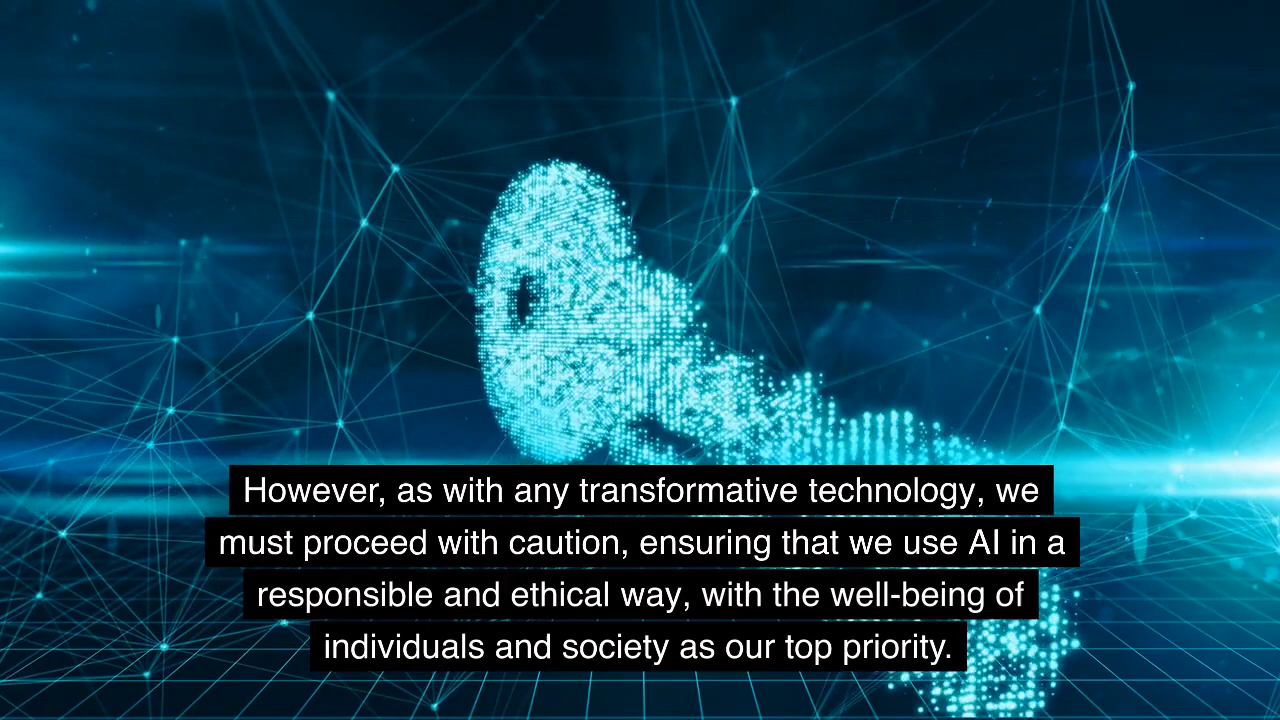 However, as with any transformative technology, we
must proceed with caution, ensuring that we use AI in a
responsible and ethical way, with the well-being of
individuals and society as our top priority.